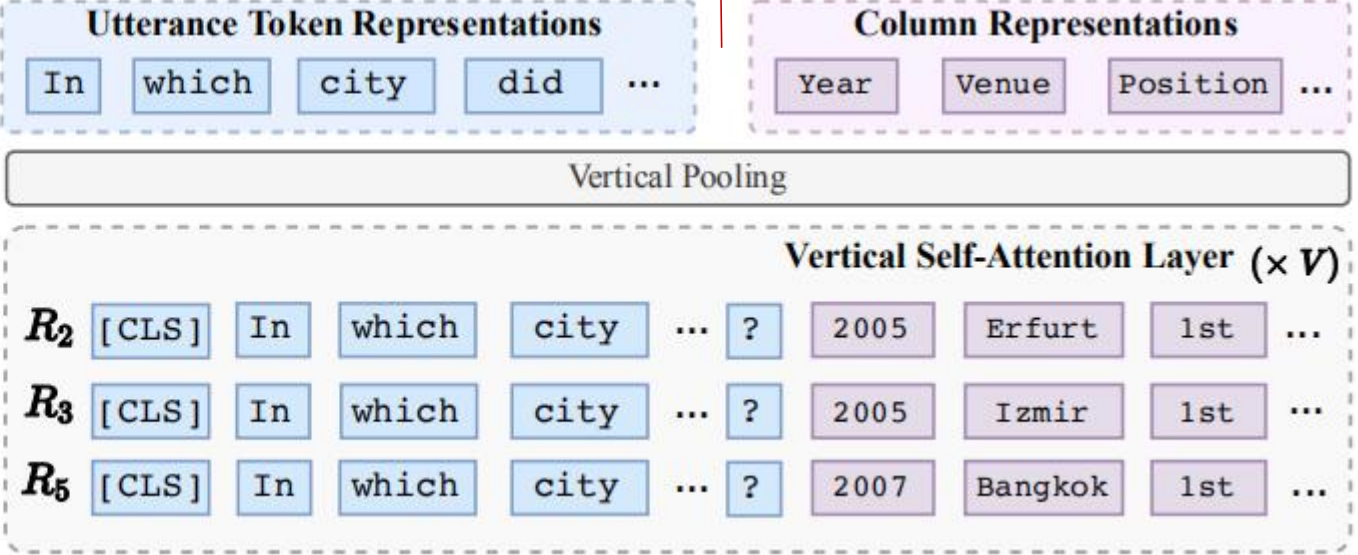 Utterance Token Representations
In which city did ...
Column Representations
Year Venue Position ...
Vertical Pooling
Vertical Self-Attention Layer (× V)
R2 [CLS] In which city ... ? 2005 Erfurt 1st ...
R3 [CLS] In which city ... ? 2005 Izmir 1st ...
R5 [CLS] In which city ... ? 2007 Bangkok 1st ...